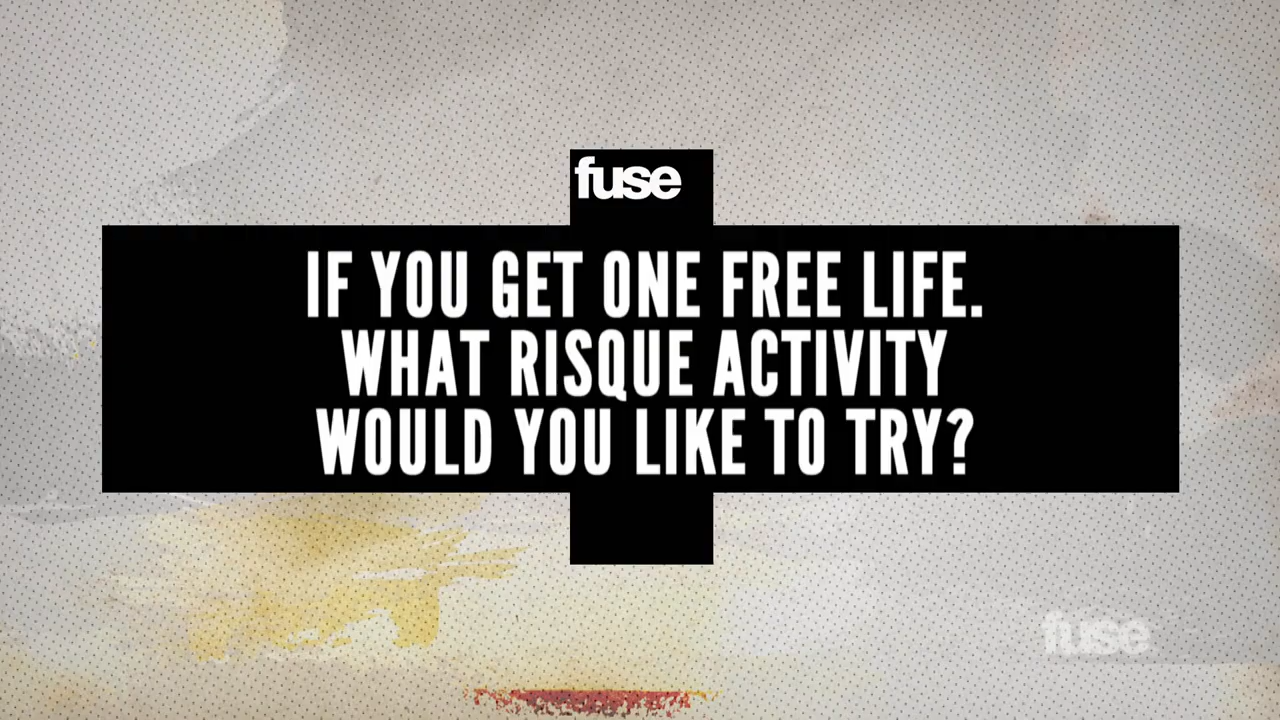 fuse
IF YOU GET ONE FREE LIFE.
WHAT RISQUE ACTIVITY
WOULD YOU LIKE TO TRY?
fuse